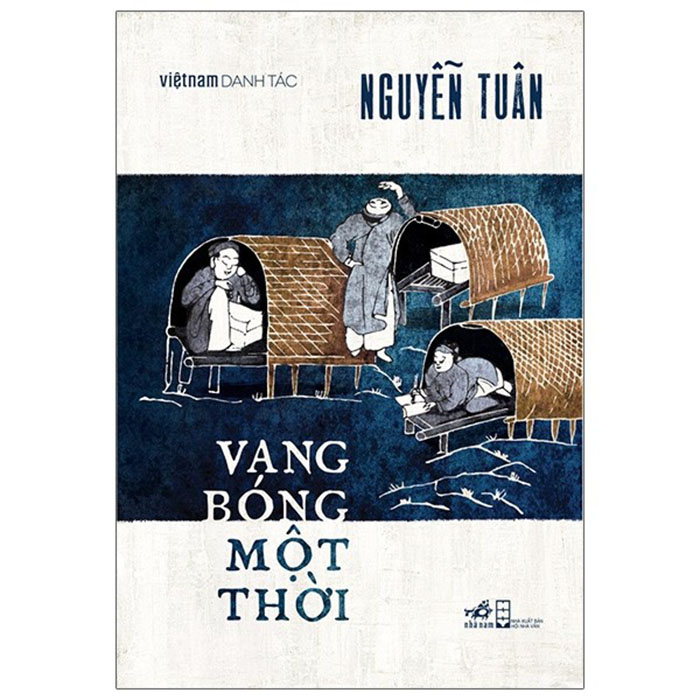 việtnam DANH TÁC
NGUYỄN TUÂN
VANG
BÓNG
MỘT
THỜI
nhã nam
NHÀ XUẤT BẢN
HỘI NHÀ VĂN